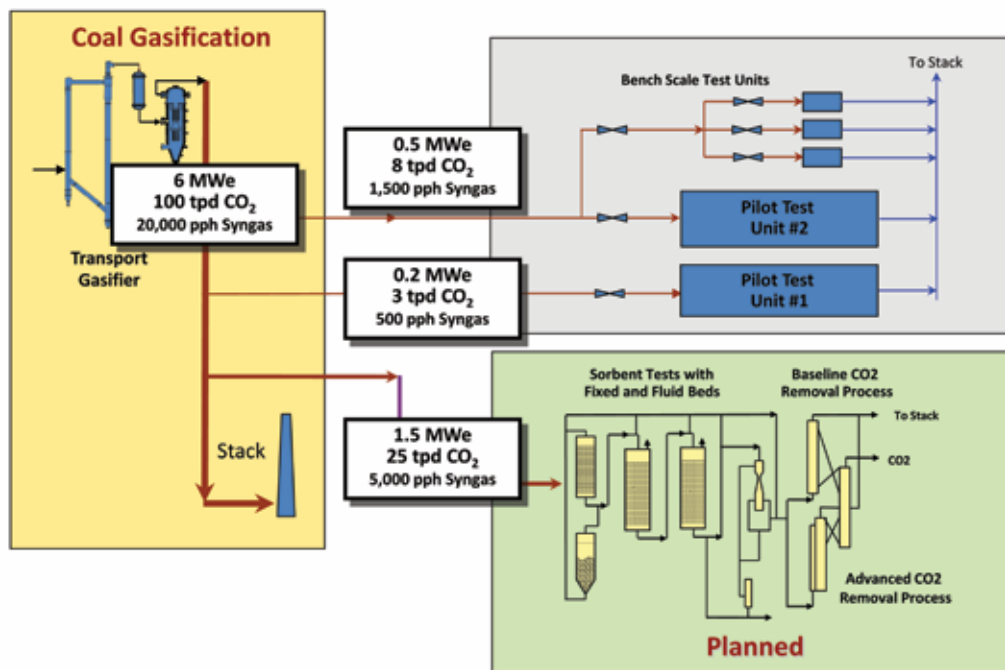 Coal Gasification
6 MWe
100 tpd CO₂
20,000 pph Syngas
Transport
Gasifier
Stack
0.5 MWe
8 tpd CO₂
1,500 pph Syngas
0.2 MWe
3 tpd CO₂
500 pph Syngas
1.5 MWe
25 tpd CO₂
5,000 pph Syngas
To Stack
Bench Scale Test Units
Pilot Test
Unit #2
Pilot Test
Unit #1
Sorbent Tests with
Fixed and Fluid Beds
Baseline CO2
Removal Process
To Stack
CO2
Advanced CO2
Removal Process
Planned